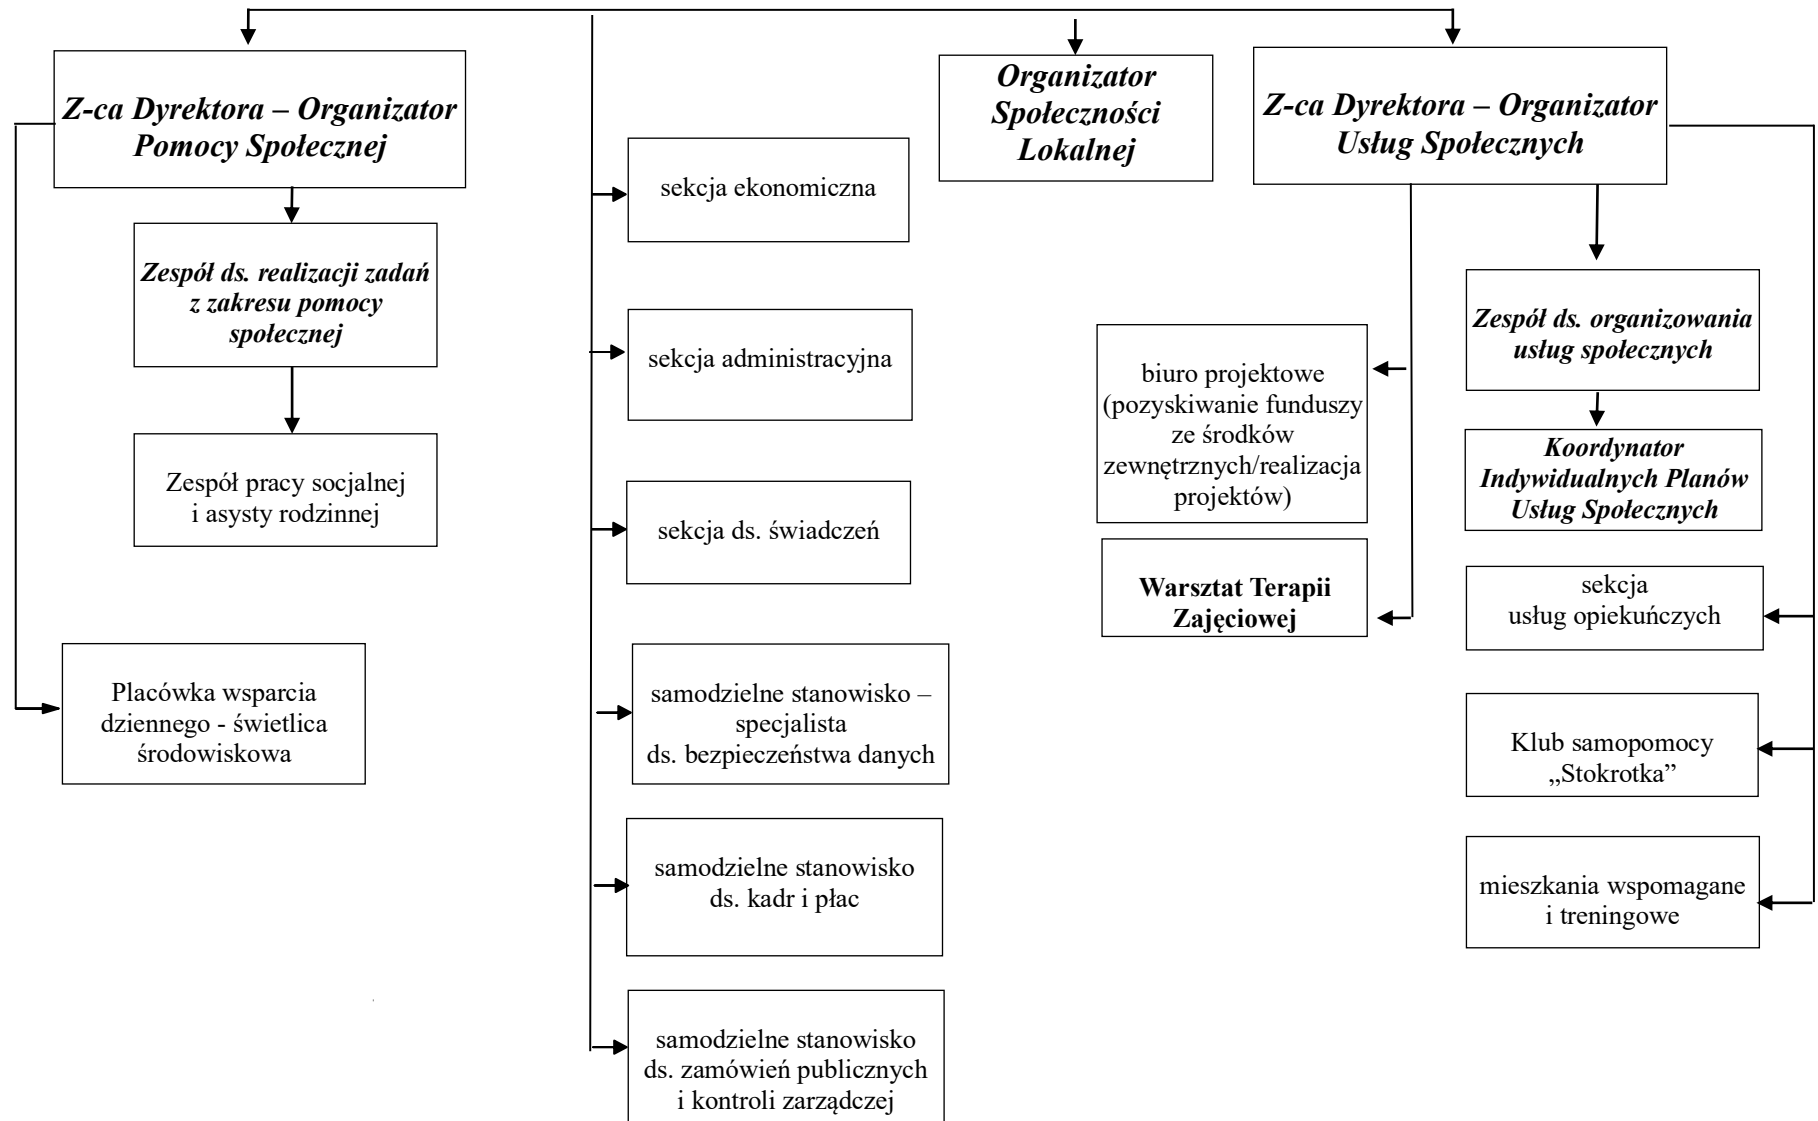 Z-ca Dyrektora – Organizator
Pomocy Społecznej
Zespół ds. realizacji zadań
z zakresu pomocy
społecznej
Zespół pracy socjalnej
i asysty rodzinnej
Placówka wsparcia
dziennego - świetlica
środowiskowa
sekcja ekonomiczna
sekcja administracyjna
sekcja ds. świadczeń
samodzielne stanowisko –
specjalista
ds. bezpieczeństwa danych
samodzielne stanowisko
ds. kadr i płac
samodzielne stanowisko
ds. zamówień publicznych
i kontroli zarządczej
Organizator
Społeczności
Lokalnej
Z-ca Dyrektora – Organizator
Usług Społecznych
biuro projektowe
(pozyskiwanie funduszy
ze środków
zewnętrznych/realizacja
projektów)
Warsztat Terapii
Zajęciowej
Zespół ds. organizowania
usług społecznych
Koordynator
Indywidualnych Planów
Usług Społecznych
sekcja
usług opiekuńczych
Klub samopomocy
„Stokrotka”
mieszkania wspomagane
i treningowe